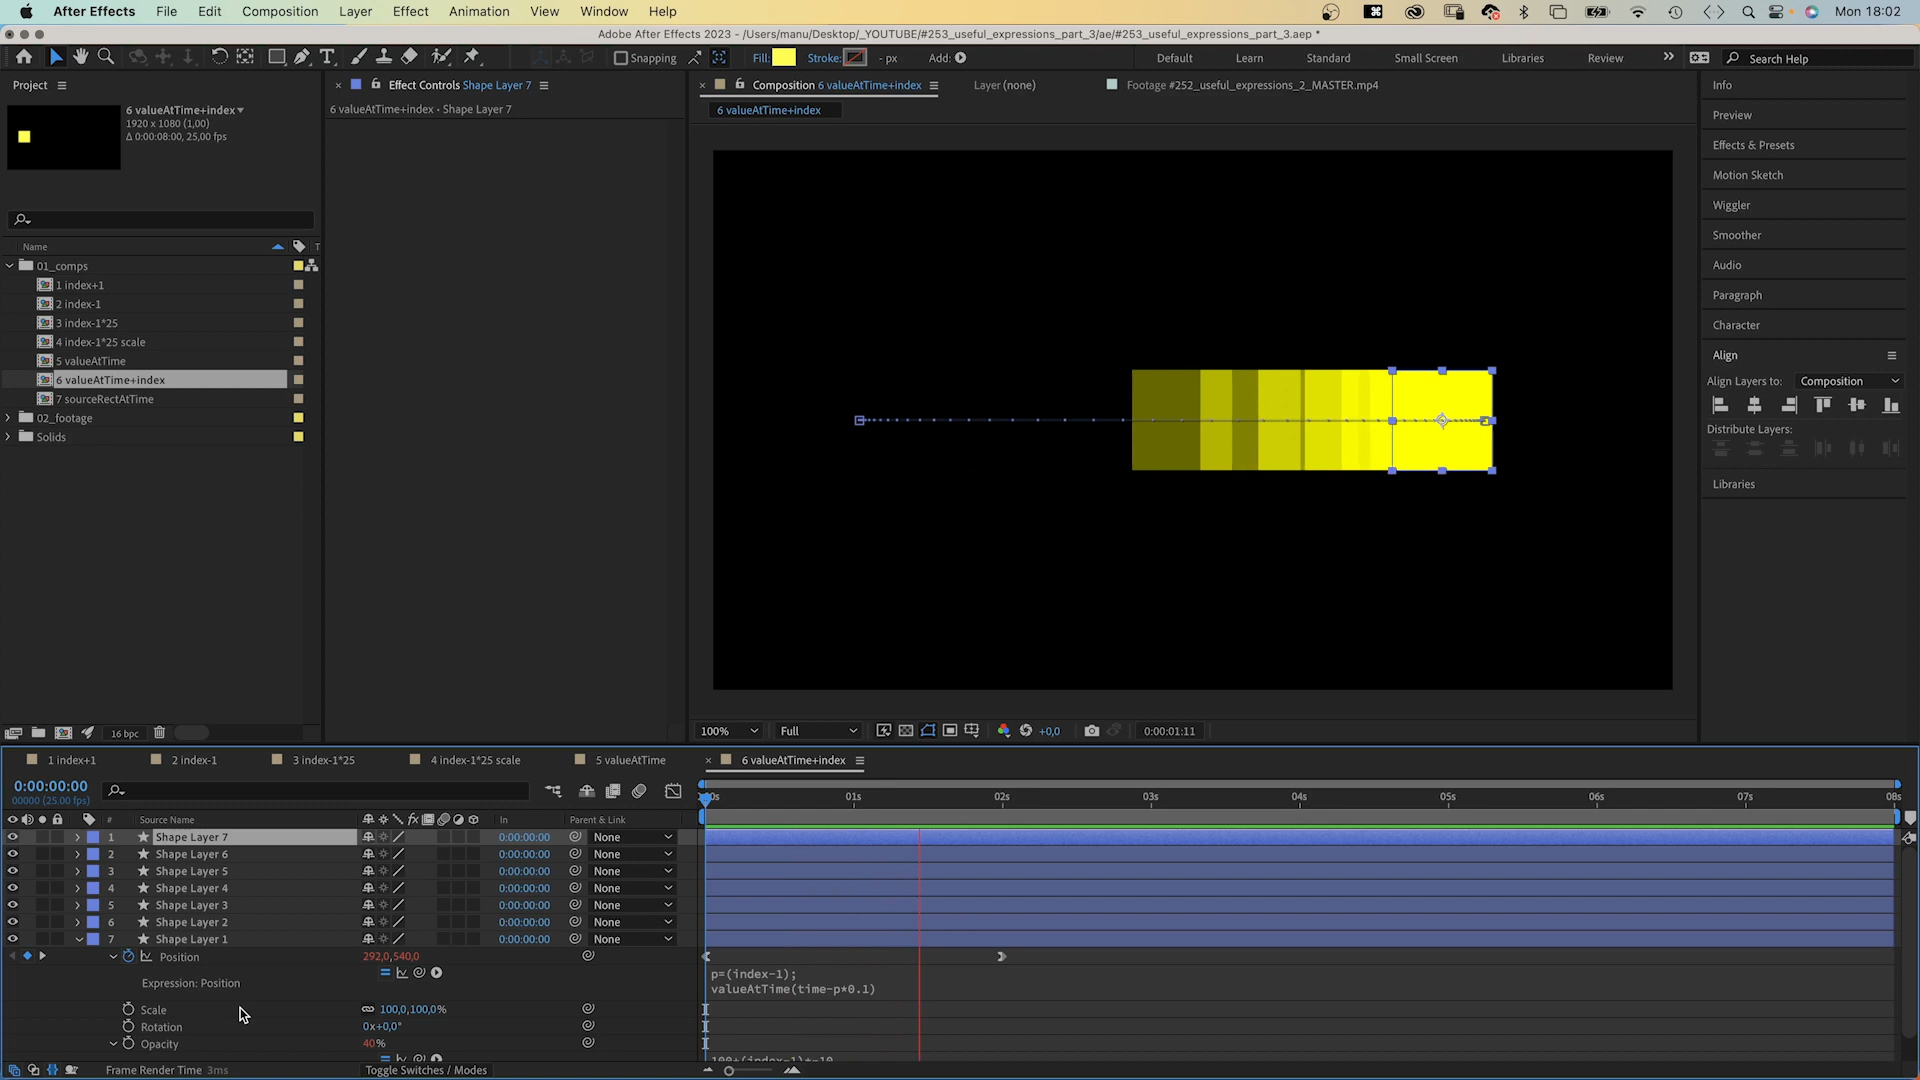 After Effects File Edit Composition Layer Effect Animation View Window Help Mon 18:02
Adobe After Effects 2023 - /Users/manu/Desktop/_YOUTUBE/#253_useful_expressions_part_3/ae/#253_useful_expressions_part_3.aep *
Snapping Fill: Stroke: - px Add: Default Learn Standard Small Screen Libraries Review Search Help
Project Effect Controls Shape Layer 7 Composition 6 valueAtTime+index Layer (none) Footage #252_useful_expressions_2_MASTER.mp4 Info
6 valueAtTime+index 6 valueAtTime+index • Shape Layer 7 6 valueAtTime+index
1920 x 1080 (1,00)
Δ 0:00:08:00, 25,00 fps
Preview
Effects & Presets
Motion Sketch
Wiggler
Smoother
Audio
Paragraph
Character
Align
Align Layers to: Composition
Distribute Layers:
Libraries
Name T
01_comps
1 index+1
2 index-1
3 index-1*25
4 index-1*25 scale
5 valueAtTime
6 valueAtTime+index
7 sourceRectAtTime
02_footage
Solids
16 bpc 100% Full +0,0 0:00:01:11
1 index+1 2 index-1 3 index-1*25 4 index-1*25 scale 5 valueAtTime 6 valueAtTime+index
0:00:00:00
00000 (25.00 fps)
01s 02s 03s 04s 05s 06s 07s 08s
# Source Name fx In Parent & Link
1 Shape Layer 7 0:00:00:00 None
2 Shape Layer 6 0:00:00:00 None
3 Shape Layer 5 0:00:00:00 None
4 Shape Layer 4 0:00:00:00 None
5 Shape Layer 3 0:00:00:00 None
6 Shape Layer 2 0:00:00:00 None
7 Shape Layer 1 0:00:00:00 None
Position 292,0,540,0
Expression: Position
p=(index-1);
valueAtTime(time-p*0.1)
Scale 100,0,100,0%
Rotation 0x+0,0°
Opacity 40%
Frame Render Time 3ms Toggle Switches / Modes